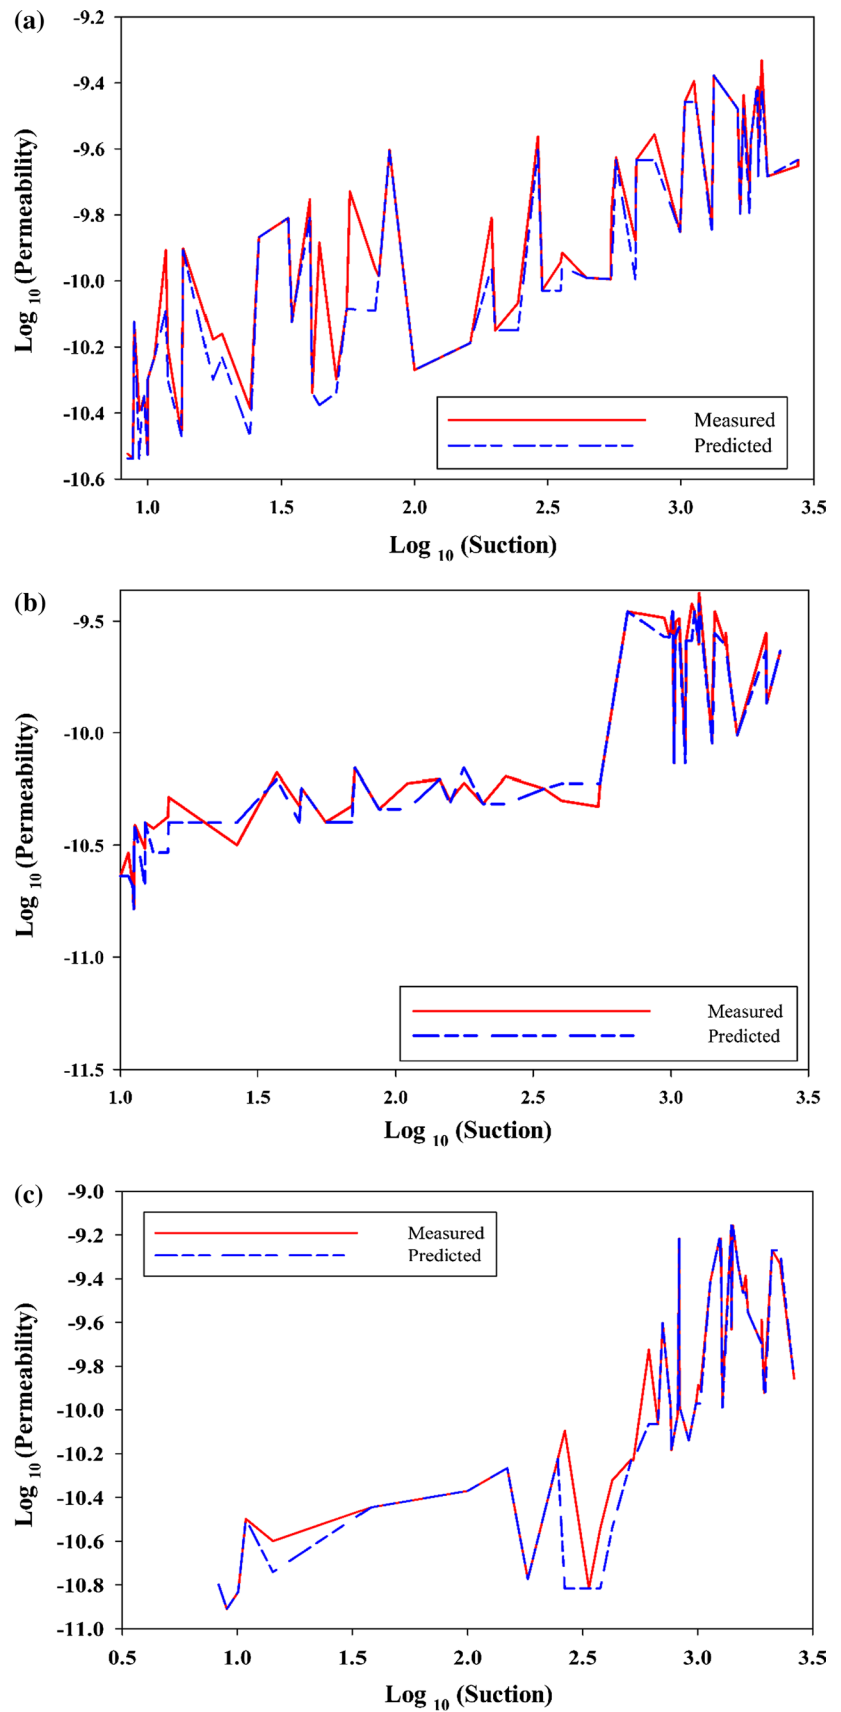 (a)
-9.2
-9.4
-9.6
-9.8
-10.0
-10.2
-10.4
-10.6
Log 10 (Permeability)
Measured
Predicted
1.0 1.5 2.0 2.5 3.0 3.5
Log 10 (Suction)
(b)
-9.5
-10.0
-10.5
-11.0
-11.5
Log 10 (Permeability)
Measured
Predicted
1.0 1.5 2.0 2.5 3.0 3.5
Log 10 (Suction)
(c)
-9.0
-9.2
-9.4
-9.6
-9.8
-10.0
-10.2
-10.4
-10.6
-10.8
-11.0
Log 10 (Permeability)
Measured
Predicted
0.5 1.0 1.5 2.0 2.5 3.0 3.5
Log 10 (Suction)